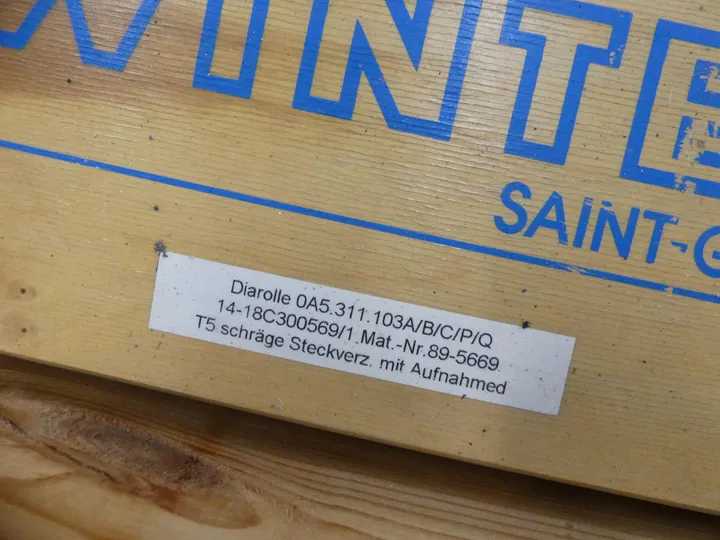 WINTE
SAINT-G
Diarolle 0A5.311.103A/B/C/P/Q
14-18C300569/1 Mat.-Nr.89-5669
T5 schräge Steckverz. mit Aufnahmed